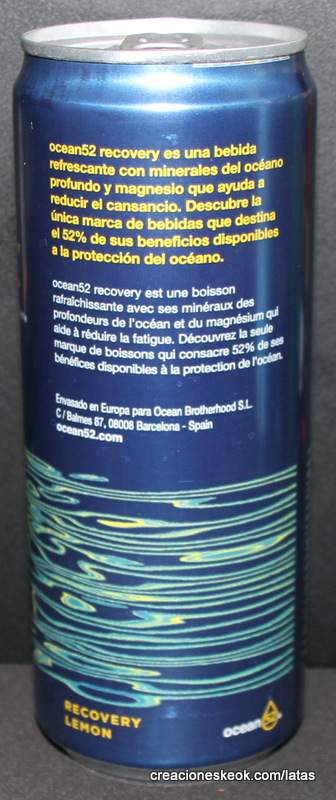 ocean52 recovery es una bebida
refrescante con minerales del océano
profundo y magnesio que ayuda a
reducir el cansancio. Descubre la
única marca de bebidas que destina
el 52% de sus beneficios disponibles
a la protección del océano.
ocean52 recovery est une boisson
rafraîchissante avec ses minéraux des
profondeurs de l'océan et du magnésium qui
aide à réduire la fatigue. Découvrez la seule
marque de boissons qui consacre 52% de ses
bénéfices disponibles à la protection de l'océan.
Envasado en Europa para Ocean Brotherhood S.L.
C / Balmes 87, 08008 Barcelona - Spain
ocean52.com
RECOVERY
LEMON
ocean52
creacioneskeok.com/latas